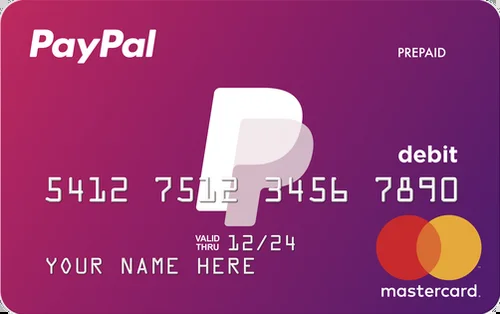 PayPal
PREPAID
debit
5412 7512 3456 7890
VALID THRU 12/24
YOUR NAME HERE
mastercard.